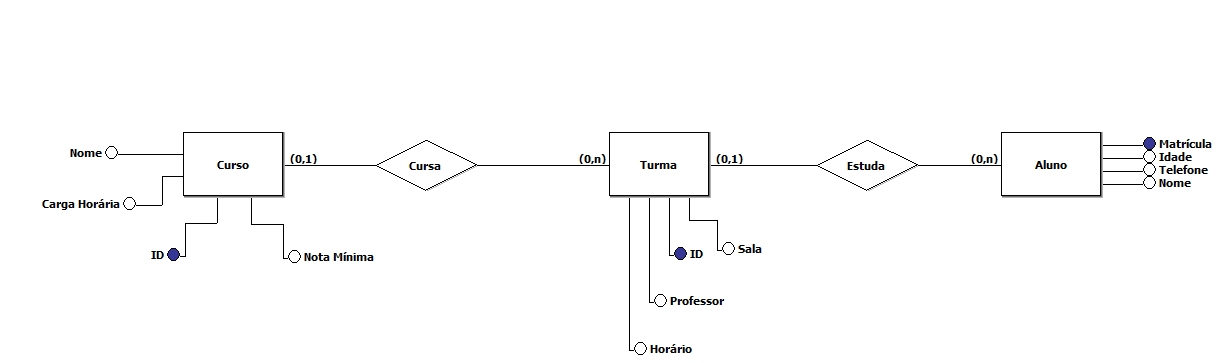 Nome
Carga Horária
ID
Nota Mínima
Curso
(0,1)
Cursa
(0,n)
Turma
(0,1)
Horário
Professor
ID
Sala
Estuda
(0,n)
Aluno
Matrícula
Idade
Telefone
Nome